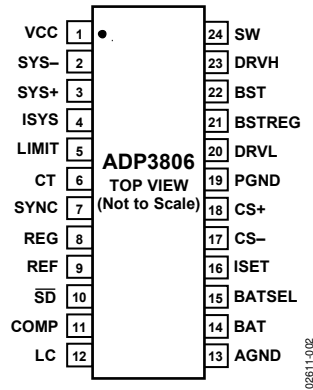 VCC 1 24 SW
SYS– 2 23 DRVH
SYS+ 3 22 BST
ISYS 4 21 BSTREG
LIMIT 5 20 DRVL
ADP3806
CT 6 TOP VIEW 19 PGND
SYNC 7 (Not to Scale) 18 CS+
REG 8 17 CS–
REF 9 16 ISET
S̅D̅ 10 15 BATSEL
COMP 11 14 BAT
LC 12 13 AGND
02611-002